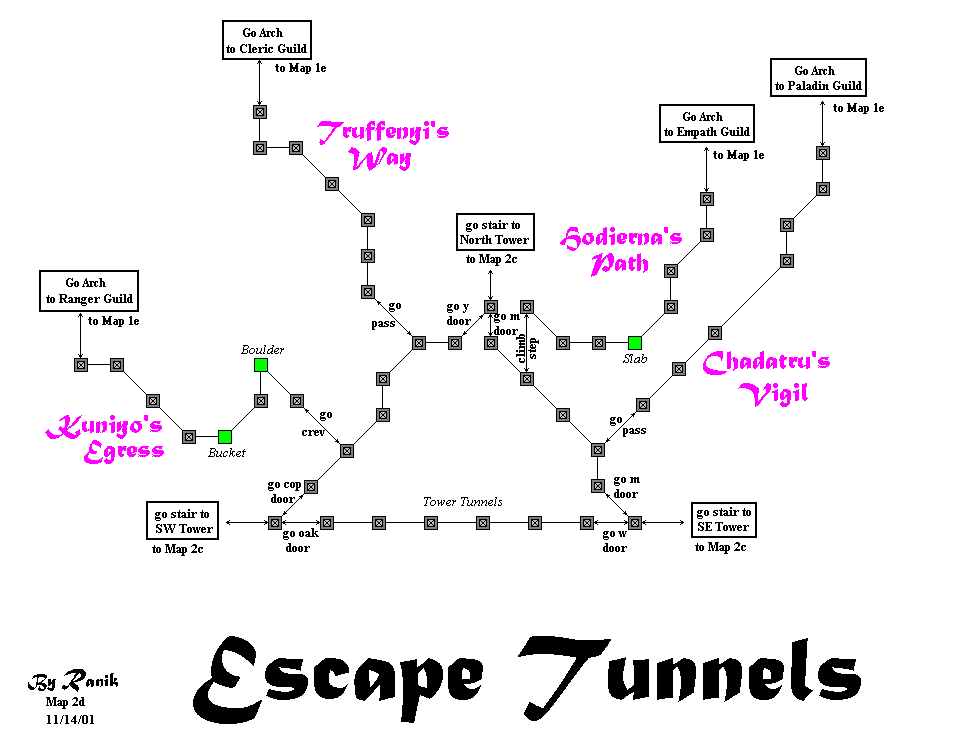 Go Arch
to Cleric Guild
to Map 1e
Go Arch
to Paladin Guild
to Map 1e
Go Arch
to Empath Guild
to Map 1e
Truffenyi's
Way
go stair to
North Tower
to Map 2c
Hodierna's
Path
Go Arch
to Ranger Guild
to Map 1e
go
pass
go y
door
go m
door
climb
step
Slab
Boulder
Chadatru's
Vigil
Kuniyo's
Egress
Bucket
go
crev
go
pass
go cop
door
go m
door
Tower Tunnels
go stair to
SW Tower
to Map 2c
go oak
door
go w
door
go stair to
SE Tower
to Map 2c
Escape Tunnels
By Ranik
Map 2d
11/14/01